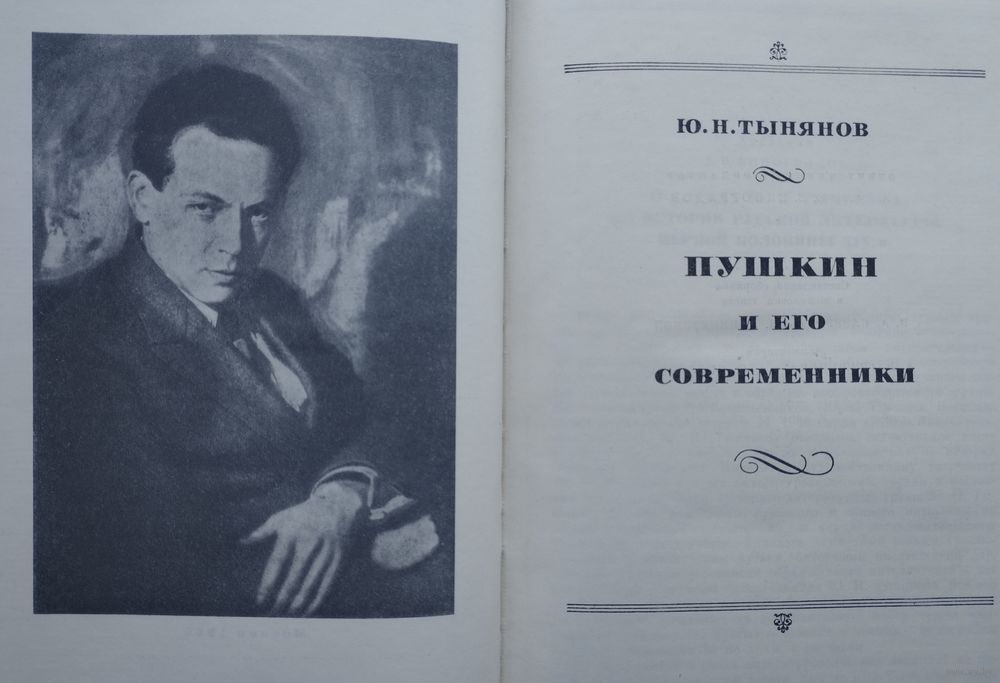 Ю. Н. ТЫНЯНОВ
ПУШКИН
И ЕГО
СОВРЕМЕННИКИ